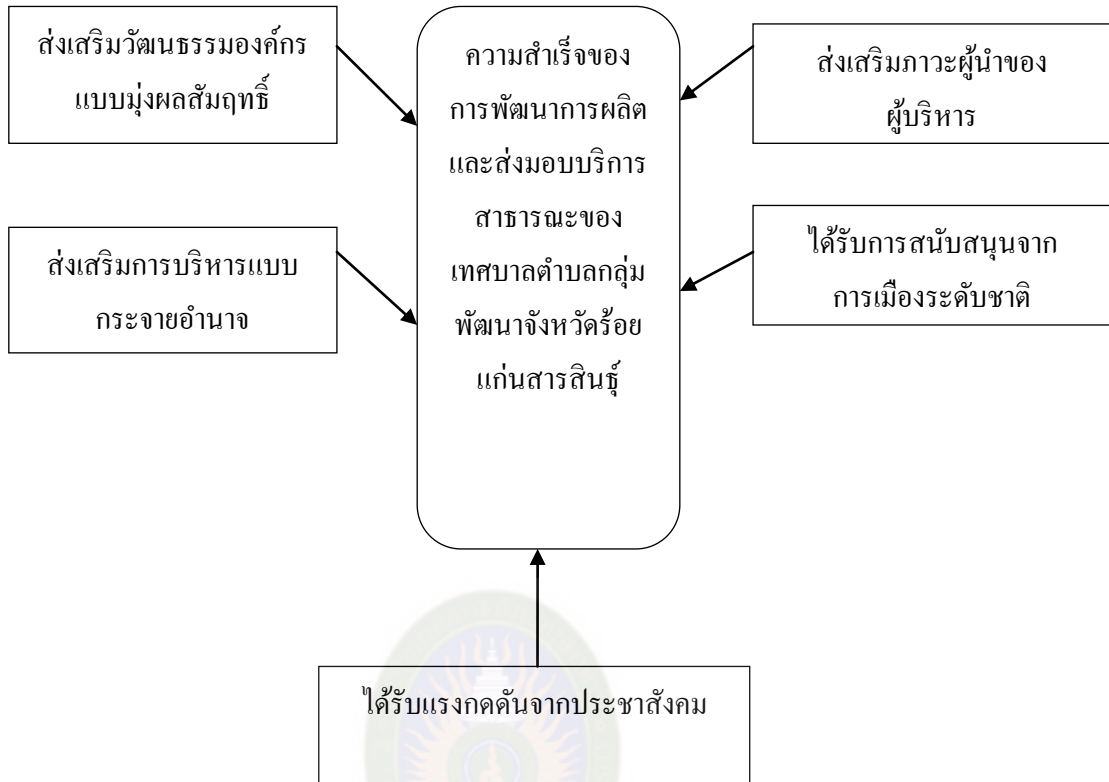 ส่งเสริมวัฒนธรรมองค์กร
แบบมุ่งผลสัมฤทธิ์
ส่งเสริมการบริหารแบบ
กระจายอำนาจ
ความสำเร็จของ
การพัฒนาการผลิต
และส่งมอบบริการ
สาธารณะของ
เทศบาลตำบลกลุ่ม
พัฒนาจังหวัดร้อย
แก่นสารสินธุ์
ส่งเสริมภาวะผู้นำของ
ผู้บริหาร
ได้รับการสนับสนุนจาก
การเมืองระดับชาติ
ได้รับแรงกดดันจากประชาสังคม